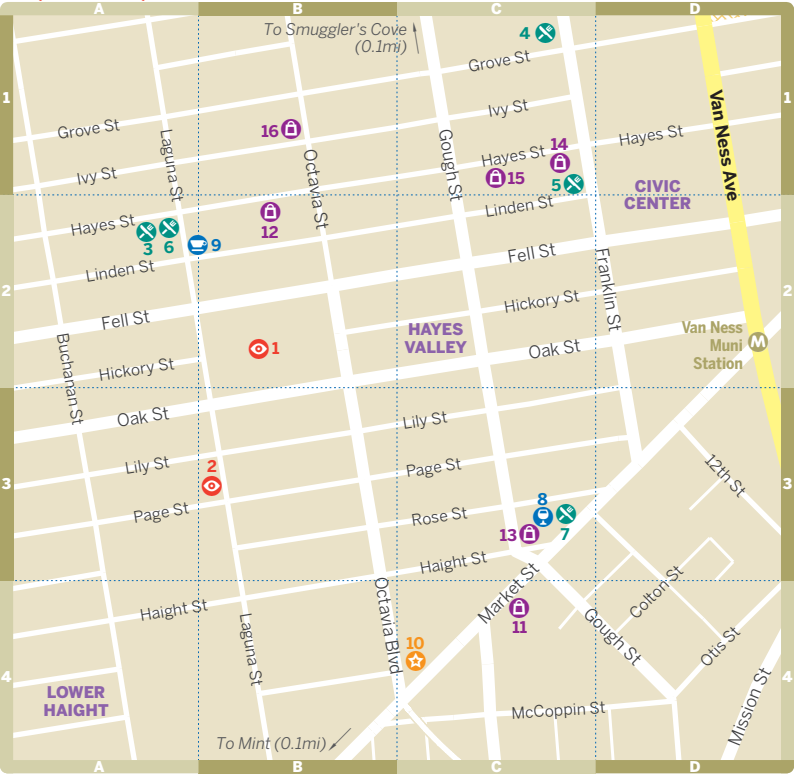 A
B
C
D
To Smuggler's Cove
(0.1mi)
4
Grove St
1
1
Van Ness Ave
Ivy St
Grove St
16
Laguna St
Gough St
Hayes St
14
Hayes St
Octavia St
Ivy St
15
5
CIVIC
CENTER
Linden St
12
Hayes St
3
6
9
Fell St
Franklin St
Linden St
2
2
Hickory St
Fell St
HAYES
VALLEY
Van Ness
Muni
Station
M
1
Oak St
Buchanan St
Hickory St
Oak St
Lily St
Lily St
2
Page St
12th St
3
3
Page St
8
Rose St
13
7
Haight St
Market St
Octavia Blvd
Colton St
Haight St
11
Gough St
Laguna St
10
Otis St
4
4
LOWER
HAIGHT
Mission St
McCoppin St
To Mint (0.1mi)
A
B
C
D